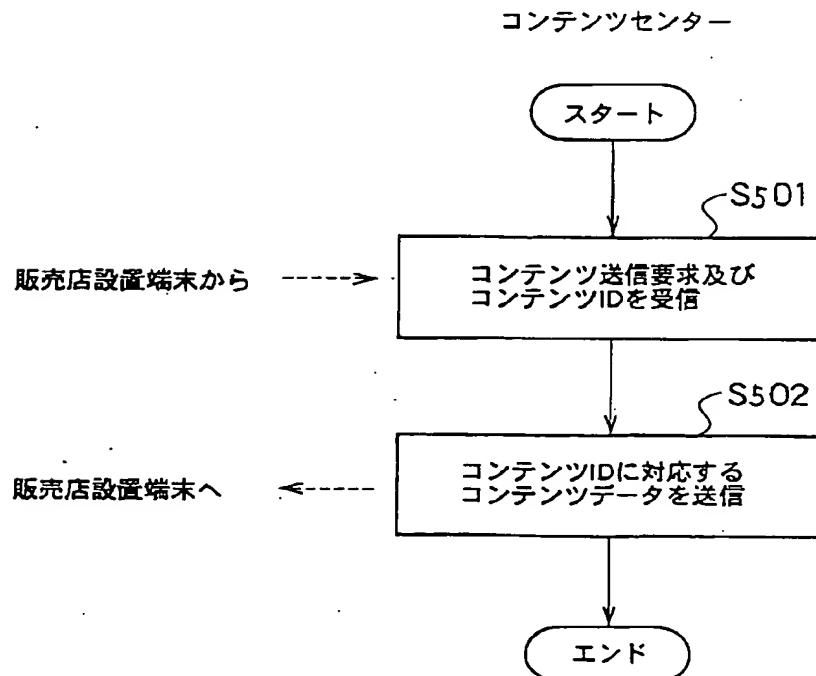 コンテンツセンター
スタート
S501
販売店設置端末から
コンテンツ送信要求及び
コンテンツIDを受信
S502
販売店設置端末へ
コンテンツIDに対応する
コンテンツデータを送信
エンド